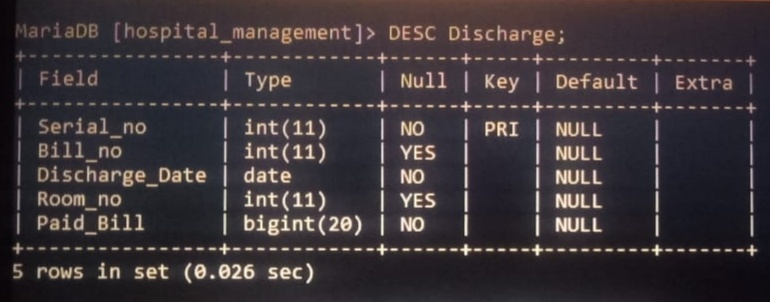 MariaDB [hospital_management]> DESC Discharge;
+----------------+------------+------+-----+---------+-------+
| Field          | Type       | Null | Key | Default | Extra |
+----------------+------------+------+-----+---------+-------+
| Serial_no      | int(11)    | NO   | PRI | NULL    |       |
| Bill_no        | int(11)    | YES  |     | NULL    |       |
| Discharge_Date | date       | NO   |     | NULL    |       |
| Room_no        | int(11)    | YES  |     | NULL    |       |
| Paid_Bill      | bigint(20) | NO   |     | NULL    |       |
+----------------+------------+------+-----+---------+-------+
5 rows in set (0.026 sec)